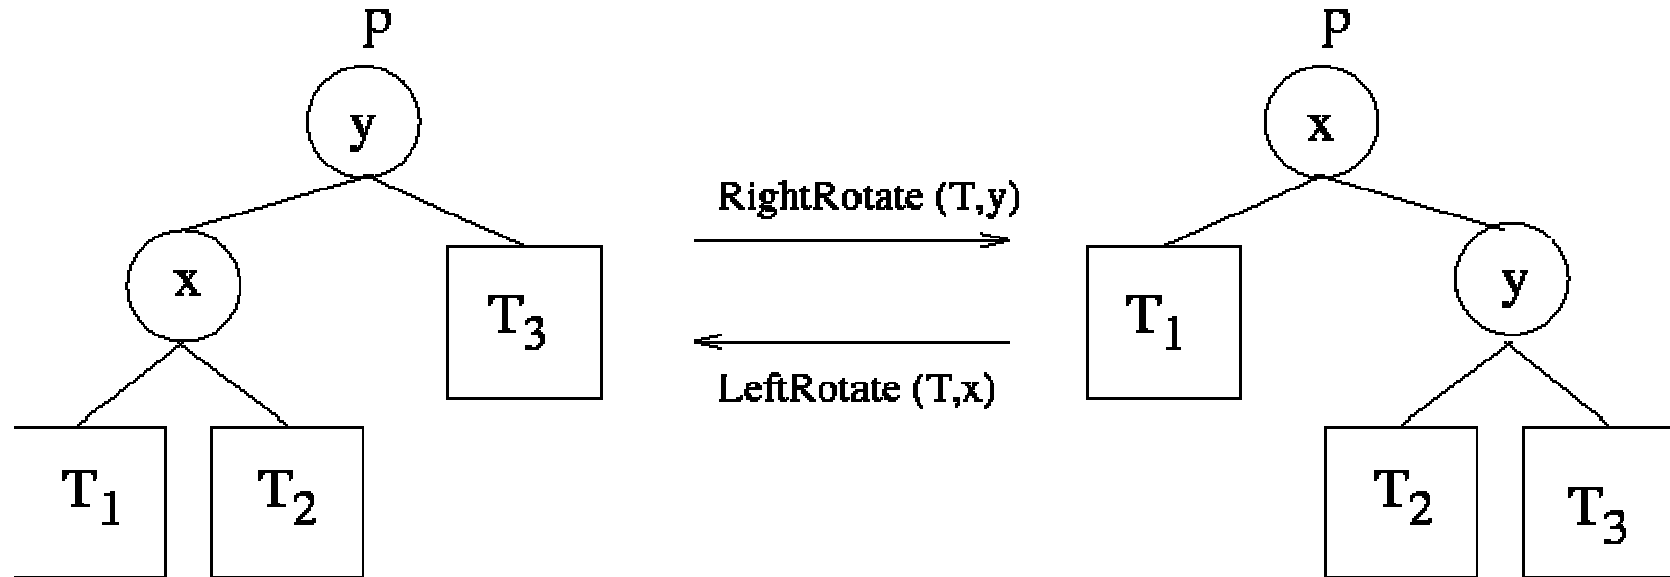 p
p
y
x
RightRotate (T,y)
x
y
T3
T1
LeftRotate (T,x)
T1
T2
T2
T3